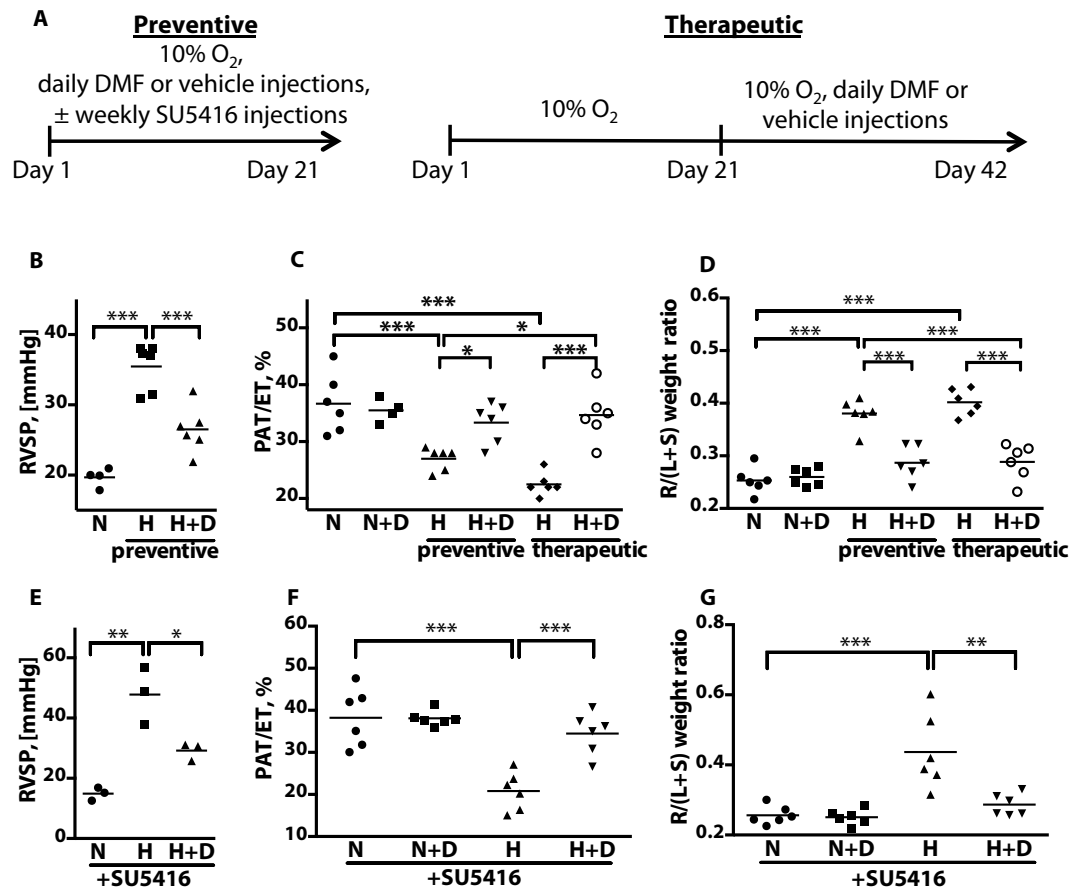 A
Preventive
10% O₂,
daily DMF or vehicle injections,
± weekly SU5416 injections
Day 1
Day 21
Therapeutic
10% O₂
10% O₂, daily DMF or
vehicle injections
Day 1
Day 21
Day 42
B
RVSP, [mmHg]
40
20
*** ***
N H H+D
preventive
C
PAT/ET, %
50
40
30
20
***
*** *
* ***
N N+D H H+D H H+D
preventive therapeutic
D
R/(L+S) weight ratio
0.6
0.5
0.4
0.3
0.2
***
*** ***
*** ***
N N+D H H+D H H+D
preventive therapeutic
E
RVSP, [mmHg]
60
40
20
0
** *
N H H+D
+SU5416
F
PAT/ET, %
60
50
40
30
20
10
*** ***
N N+D H H+D
+SU5416
G
R/(L+S) weight ratio
0.8
0.6
0.4
0.2
*** **
N N+D H H+D
+SU5416